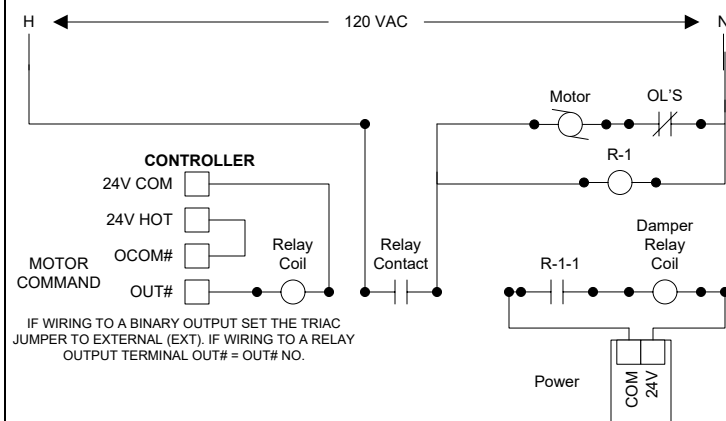 H
120 VAC
N
Motor
OL'S
R-1
CONTROLLER
24V COM
24V HOT
OCOM#
OUT#
MOTOR
COMMAND
Relay
Coil
Relay
Contact
R-1-1
Damper
Relay
Coil
IF WIRING TO A BINARY OUTPUT SET THE TRIAC
JUMPER TO EXTERNAL (EXT). IF WIRING TO A RELAY
OUTPUT TERMINAL OUT# = OUT# NO.
Power
COM
24V